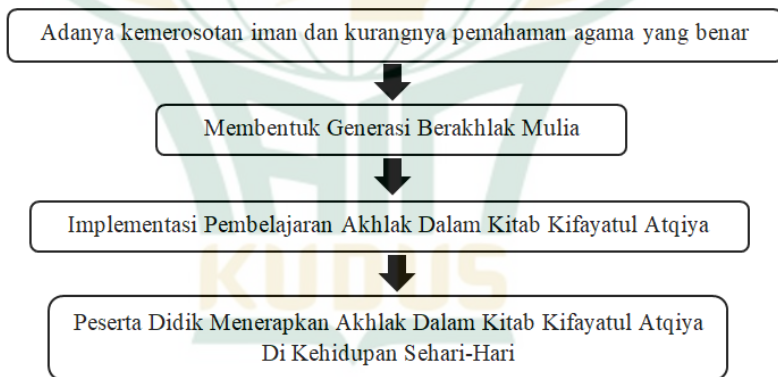 Adanya kemerosotan iman dan kurangnya pemahaman agama yang benar
Membentuk Generasi Berakhlak Mulia
Implementasi Pembelajaran Akhlak Dalam Kitab Kifayatul Atqiya
KUDUS
Peserta Didik Menerapkan Akhlak Dalam Kitab Kifayatul Atqiya
Di Kehidupan Sehari-Hari